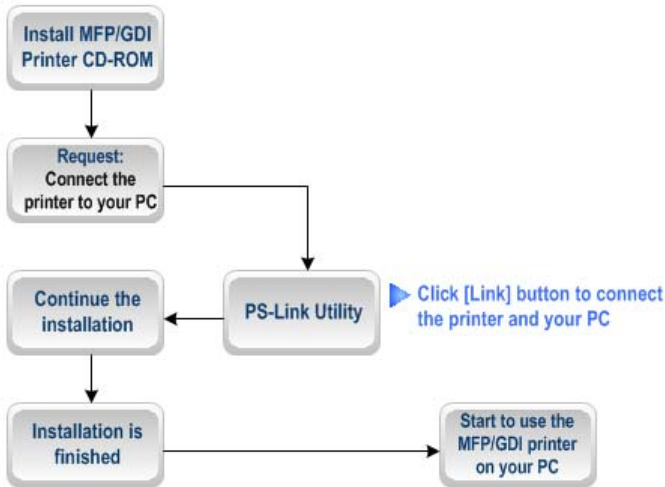 Install MFP/GDI
Printer CD-ROM
Request:
Connect the
printer to your PC
Continue the
installation
PS-Link Utility
Click [Link] button to connect
the printer and your PC
Installation is
finished
Start to use the
MFP/GDI printer
on your PC